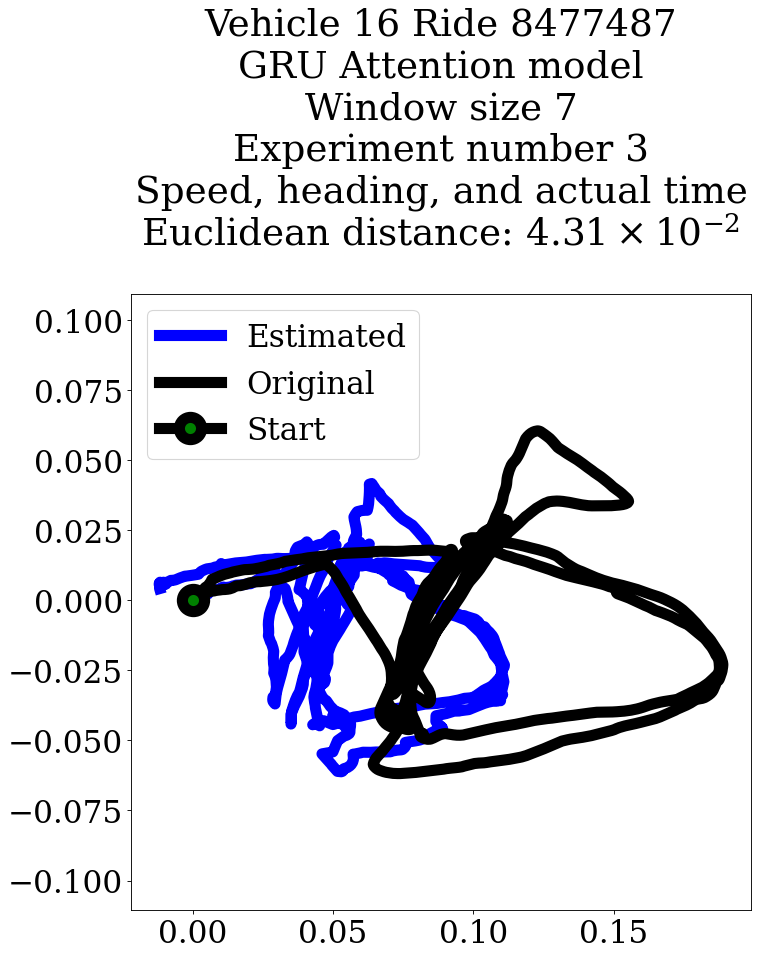 Vehicle 16 Ride 8477487
GRU Attention model
Window size 7
Experiment number 3
Speed, heading, and actual time
Euclidean distance: 4.31 × 10⁻²
Estimated
Original
Start
0.100
0.075
0.050
0.025
0.000
−0.025
−0.050
−0.075
−0.100
0.00 0.05 0.10 0.15